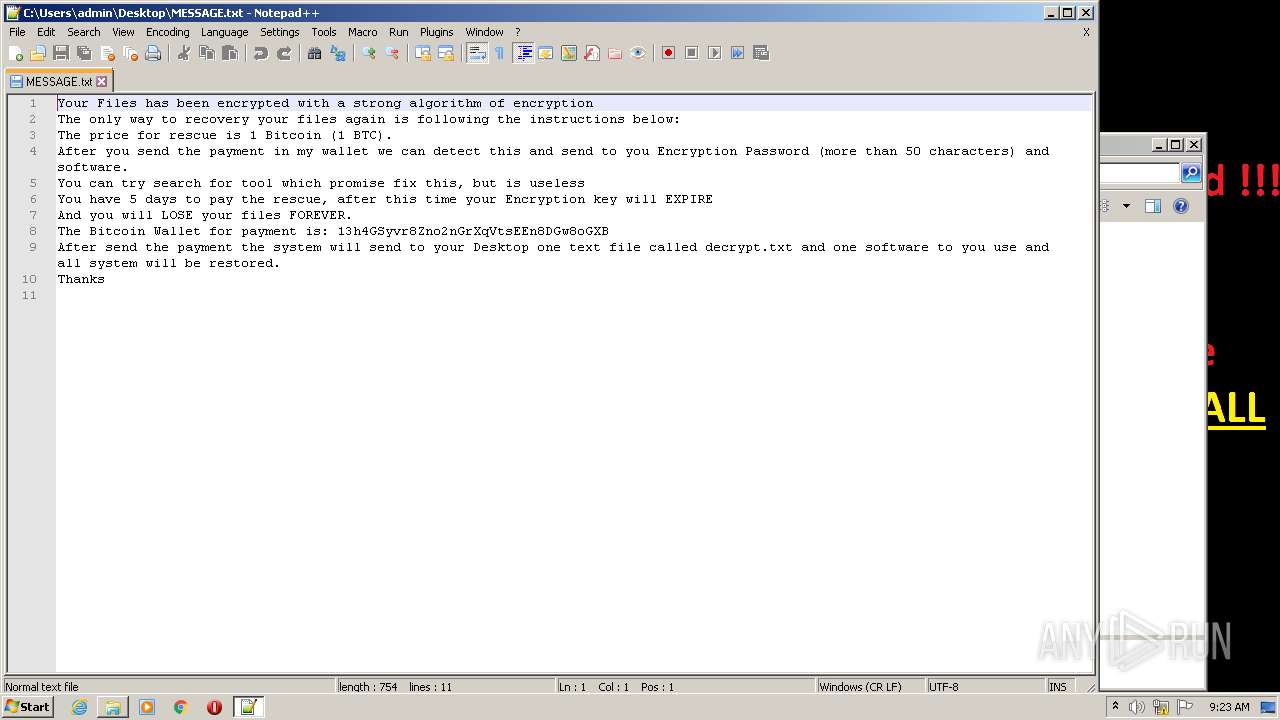 C:\Users\admin\Desktop\MESSAGE.txt - Notepad++
File Edit Search View Encoding Language Settings Tools Macro Run Plugins Window ? X
MESSAGE.txt
1 Your Files has been encrypted with a strong algorithm of encryption
2 The only way to recovery your files again is following the instructions below:
3 The price for rescue is 1 Bitcoin (1 BTC).
4 After you send the payment in my wallet we can detect this and send to you Encryption Password (more than 50 characters) and
software.
5 You can try search for tool which promise fix this, but is useless
6 You have 5 days to pay the rescue, after this time your encryption key will EXPIRE
7 And you will LOSE your files FOREVER.
8 The Bitcoin Wallet for payment is: 13h4GSyvr8Zno2nGrXqVtsEEn8DGw8oGXB
9 After send the payment the system will send to your Desktop one text file called decrypt.txt and one software to you use and
all system will be restored.
10 Thanks
11
d !!!
e
ALL
ANY RUN
Normal text file length : 754 lines : 11 Ln : 1 Col : 1 Pos : 1 Windows (CR LF) UTF-8 INS
Start 9:23 AM